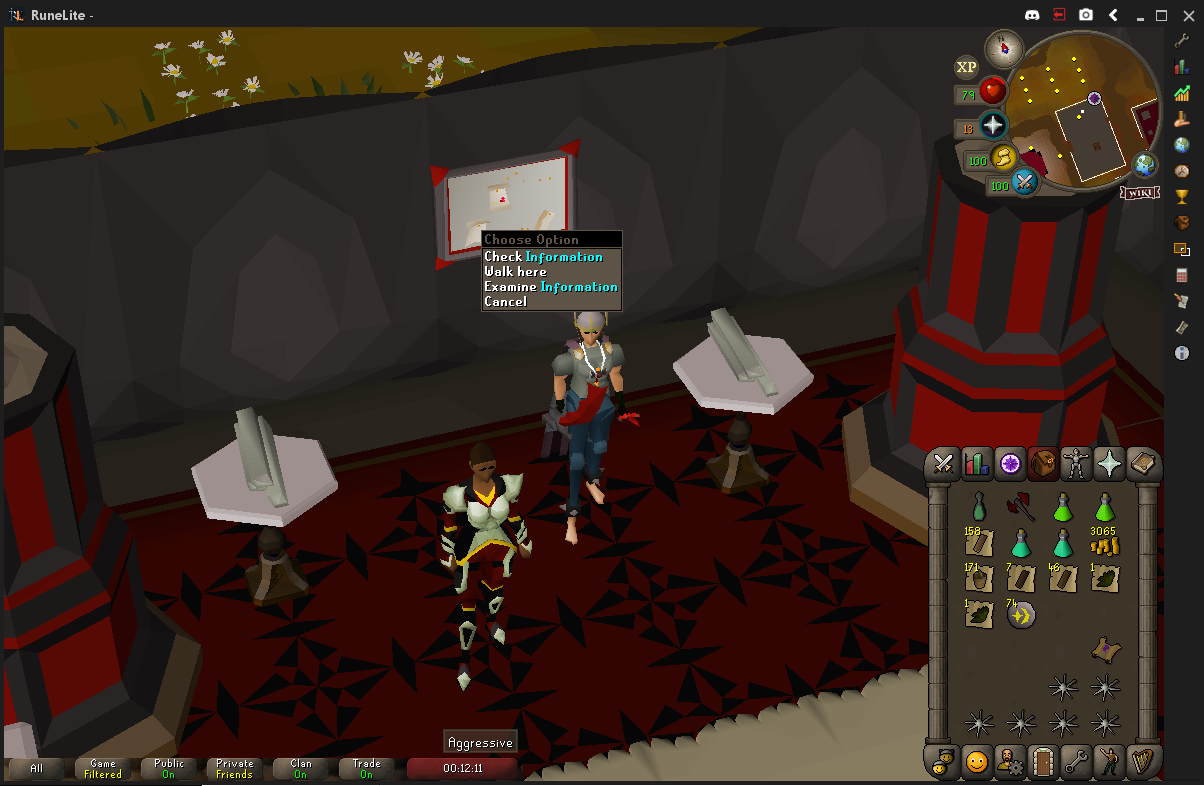 RuneLite -
XP
79
13
100
100
WIKI
Choose Option
Check Information
Walk here
Examine Information
Cancel
158
3065
171
7
46
1
1
74
Aggressive
All
Game
Filtered
Public
On
Private
Friends
Clan
On
Trade
On
00:12:11